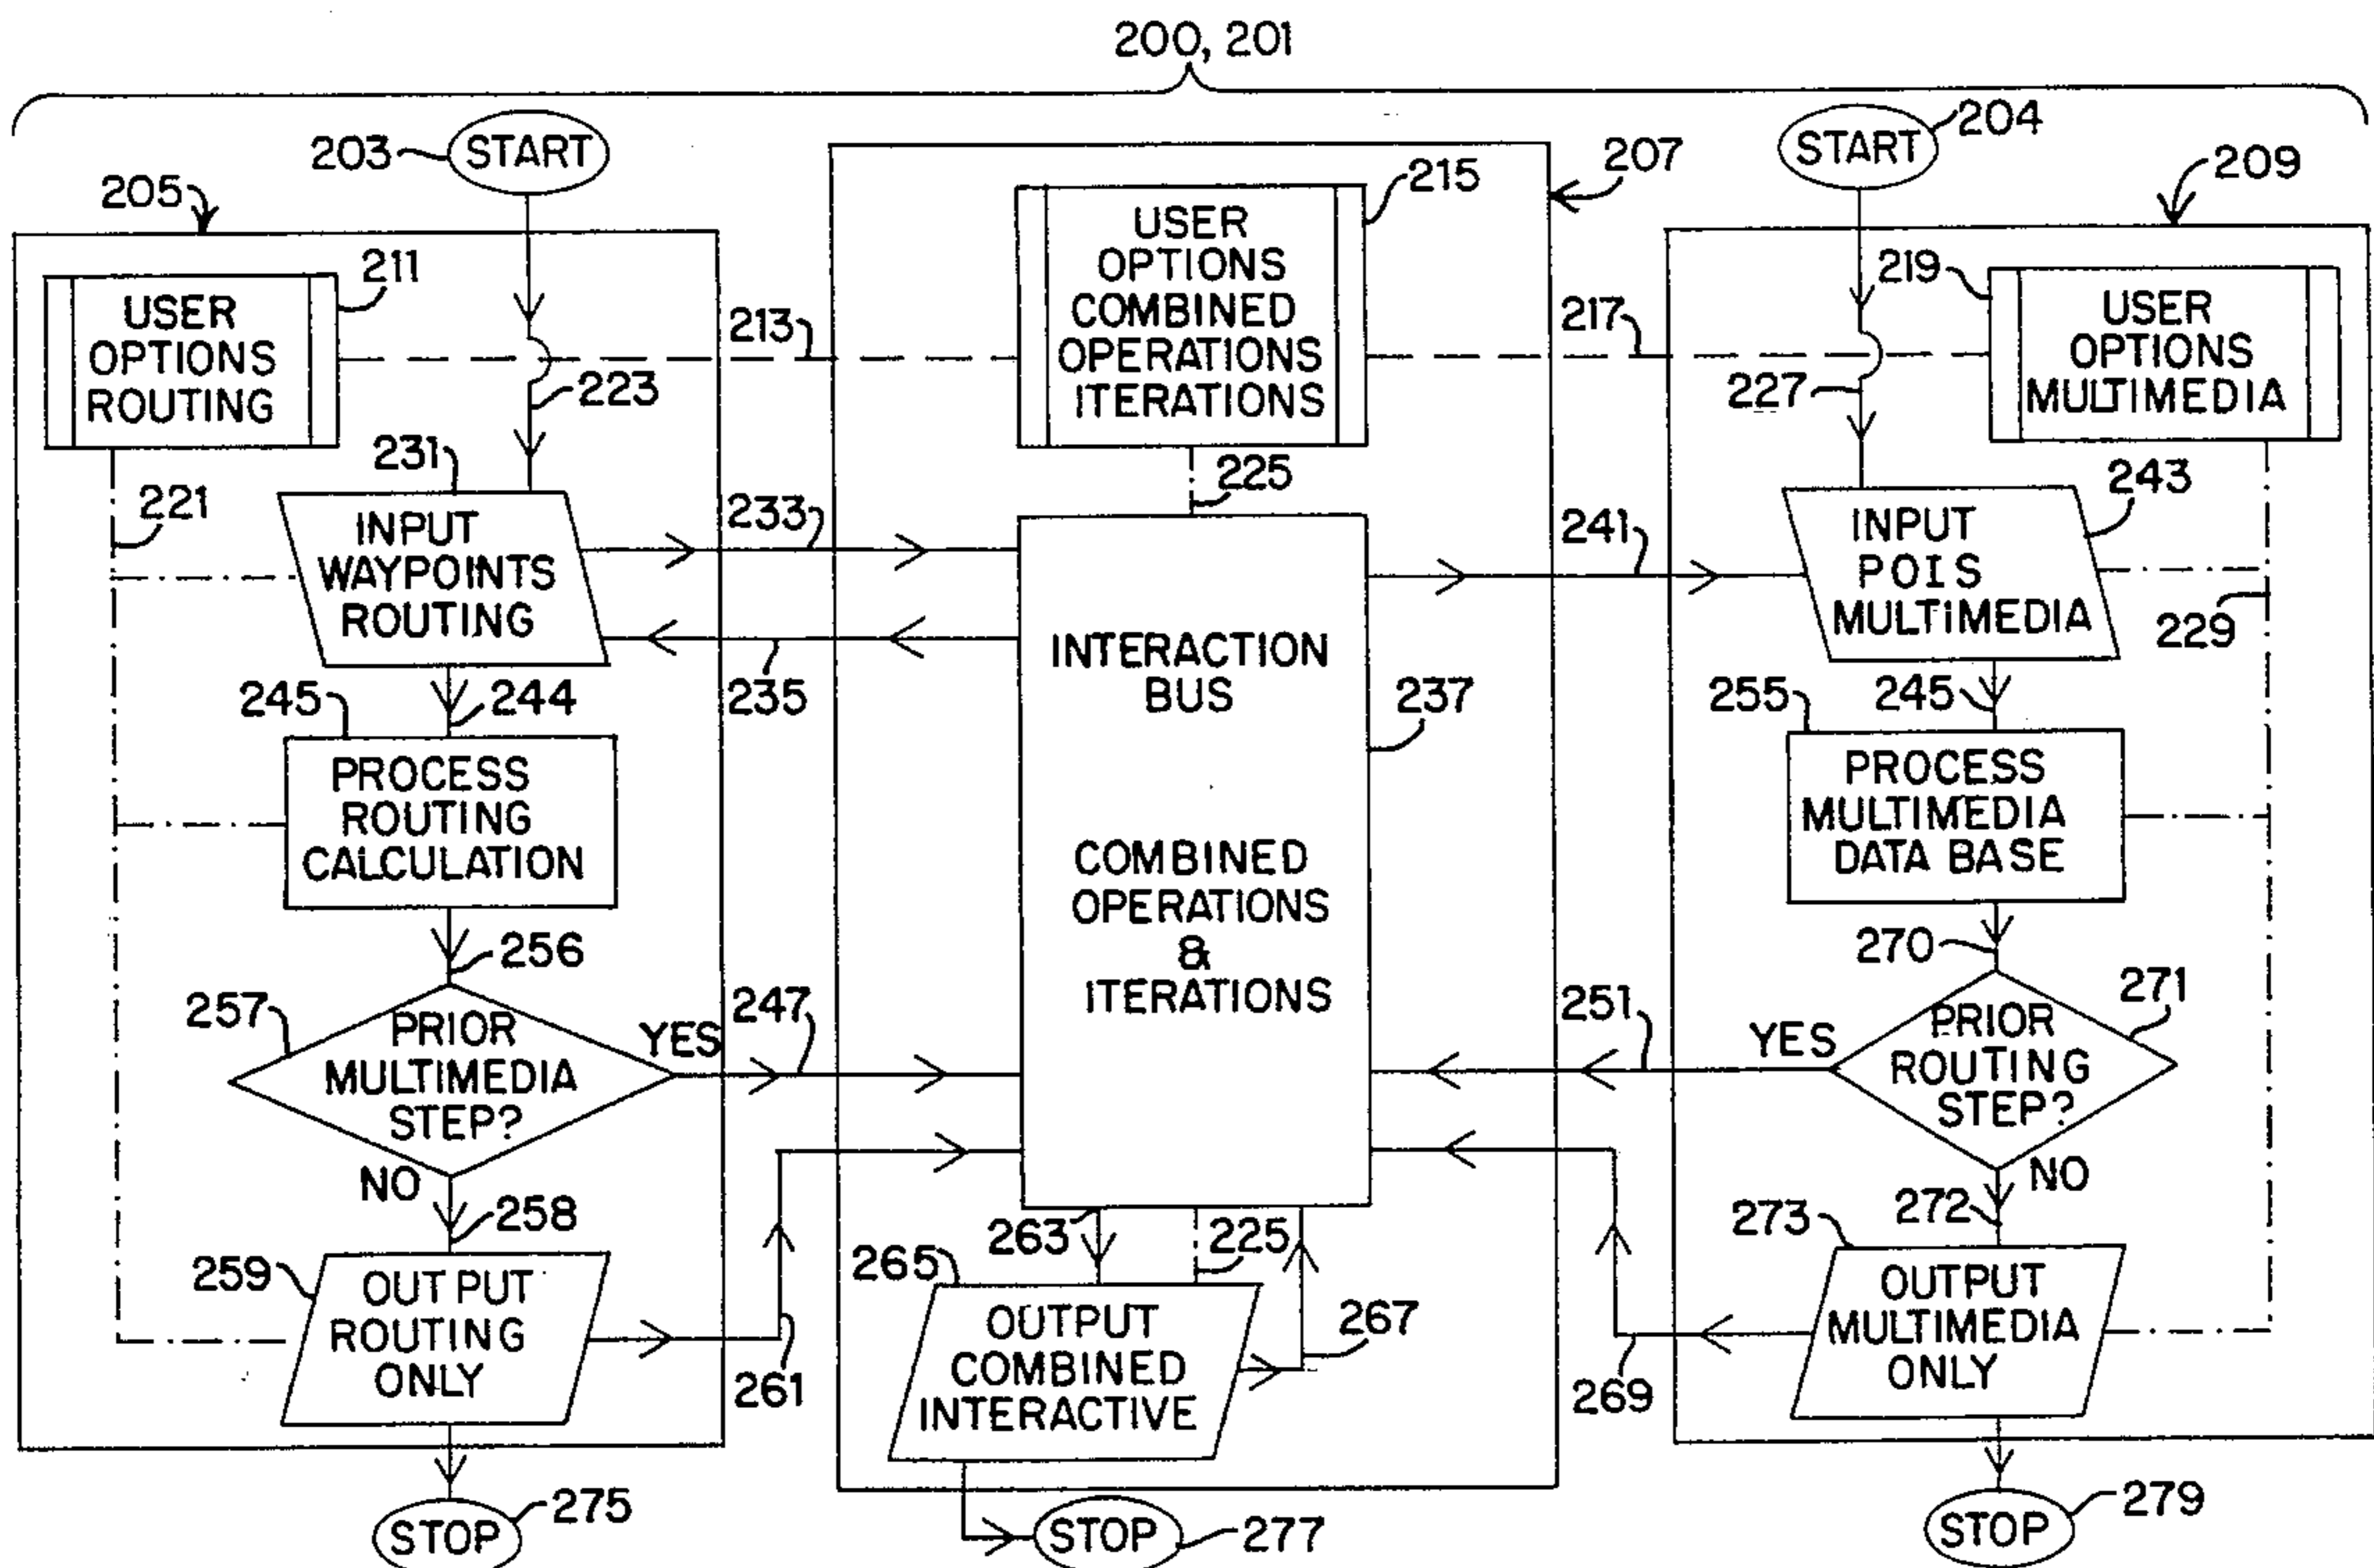 200, 201
203
START
START
204
205
207
209
211
USER
OPTIONS
ROUTING
213
215
USER
OPTIONS
COMBINED
OPERATIONS
ITERATIONS
217
219
USER
OPTIONS
MULTIMEDIA
221
223
225
227
229
231
INPUT
WAYPOINTS
ROUTING
233
235
INTERACTION
BUS
COMBINED
OPERATIONS
&
ITERATIONS
237
241
243
INPUT
POIS
MULTIMEDIA
245
244
PROCESS
ROUTING
CALCULATION
255
245
PROCESS
MULTIMEDIA
DATA BASE
256
257
PRIOR
MULTIMEDIA
STEP?
YES
247
NO
258
251
YES
270
271
PRIOR
ROUTING
STEP?
NO
272
259
OUTPUT
ROUTING
ONLY
261
263
225
265
OUTPUT
COMBINED
INTERACTIVE
267
269
273
OUTPUT
MULTIMEDIA
ONLY
STOP
275
STOP
277
STOP
279